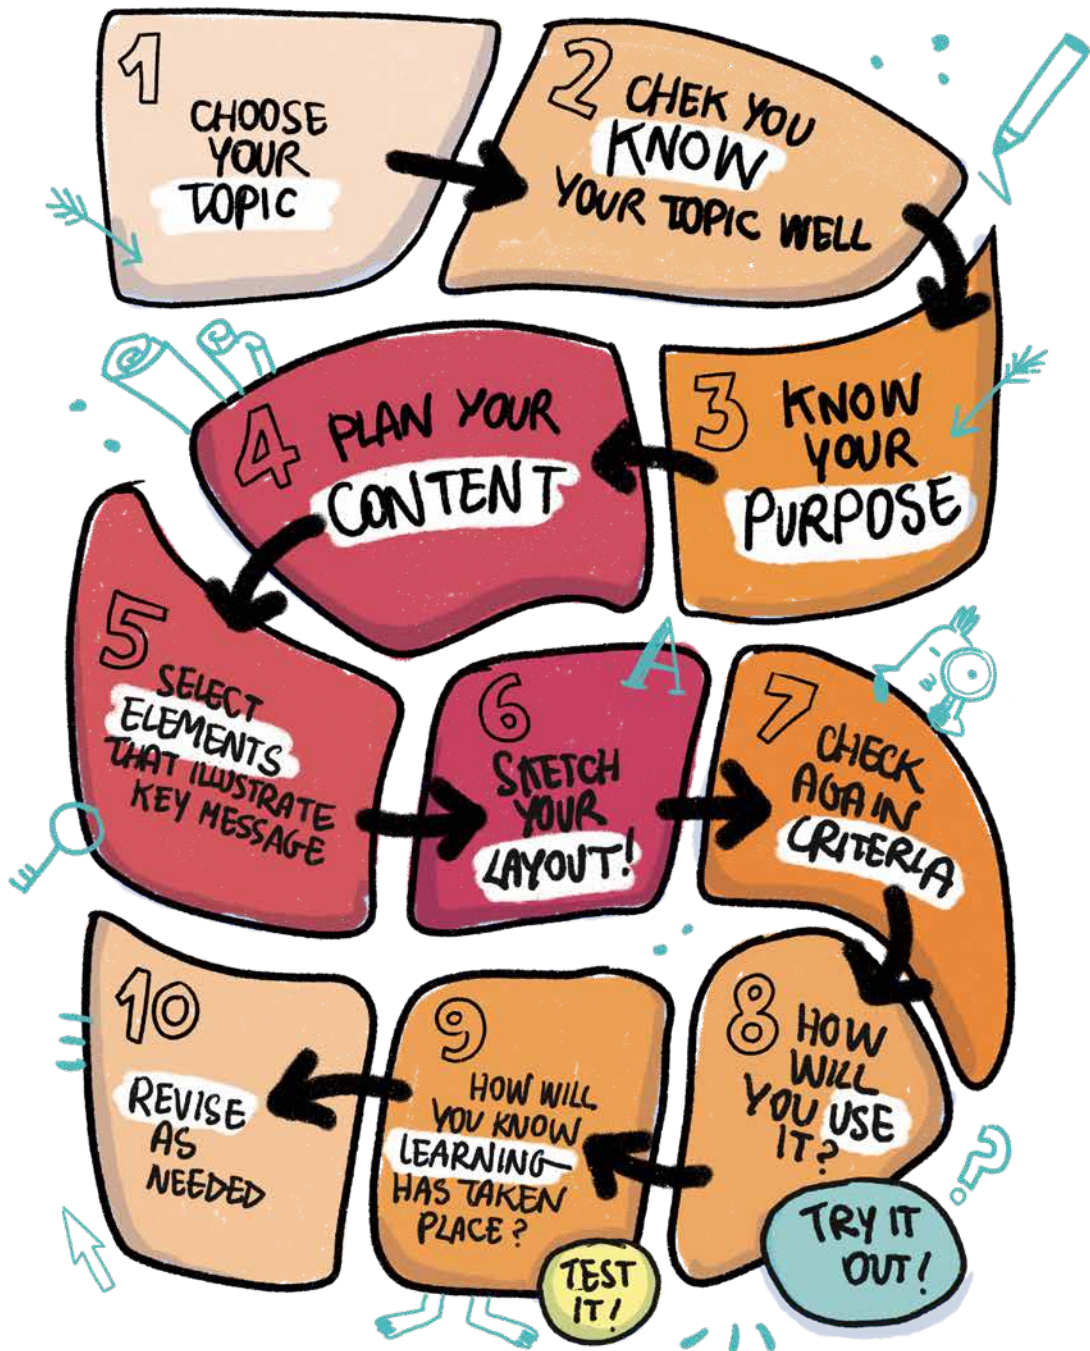 1
CHOOSE
YOUR
TOPIC
2
CHEK YOU
KNOW
YOUR TOPIC WELL
3
KNOW
YOUR
PURPOSE
4
PLAN YOUR
CONTENT
5
SELECT
ELEMENTS
THAT ILLUSTRATE
KEY MESSAGE
6
SKETCH
YOUR
LAYOUT!
7
CHECK
AGAIN
CRITERIA
8
HOW
WILL
YOU USE
IT?
TRY IT
OUT!
9
HOW WILL
YOU KNOW
LEARNING
HAS TAKEN
PLACE?
TEST
IT!
10
REVISE
AS
NEEDED
A